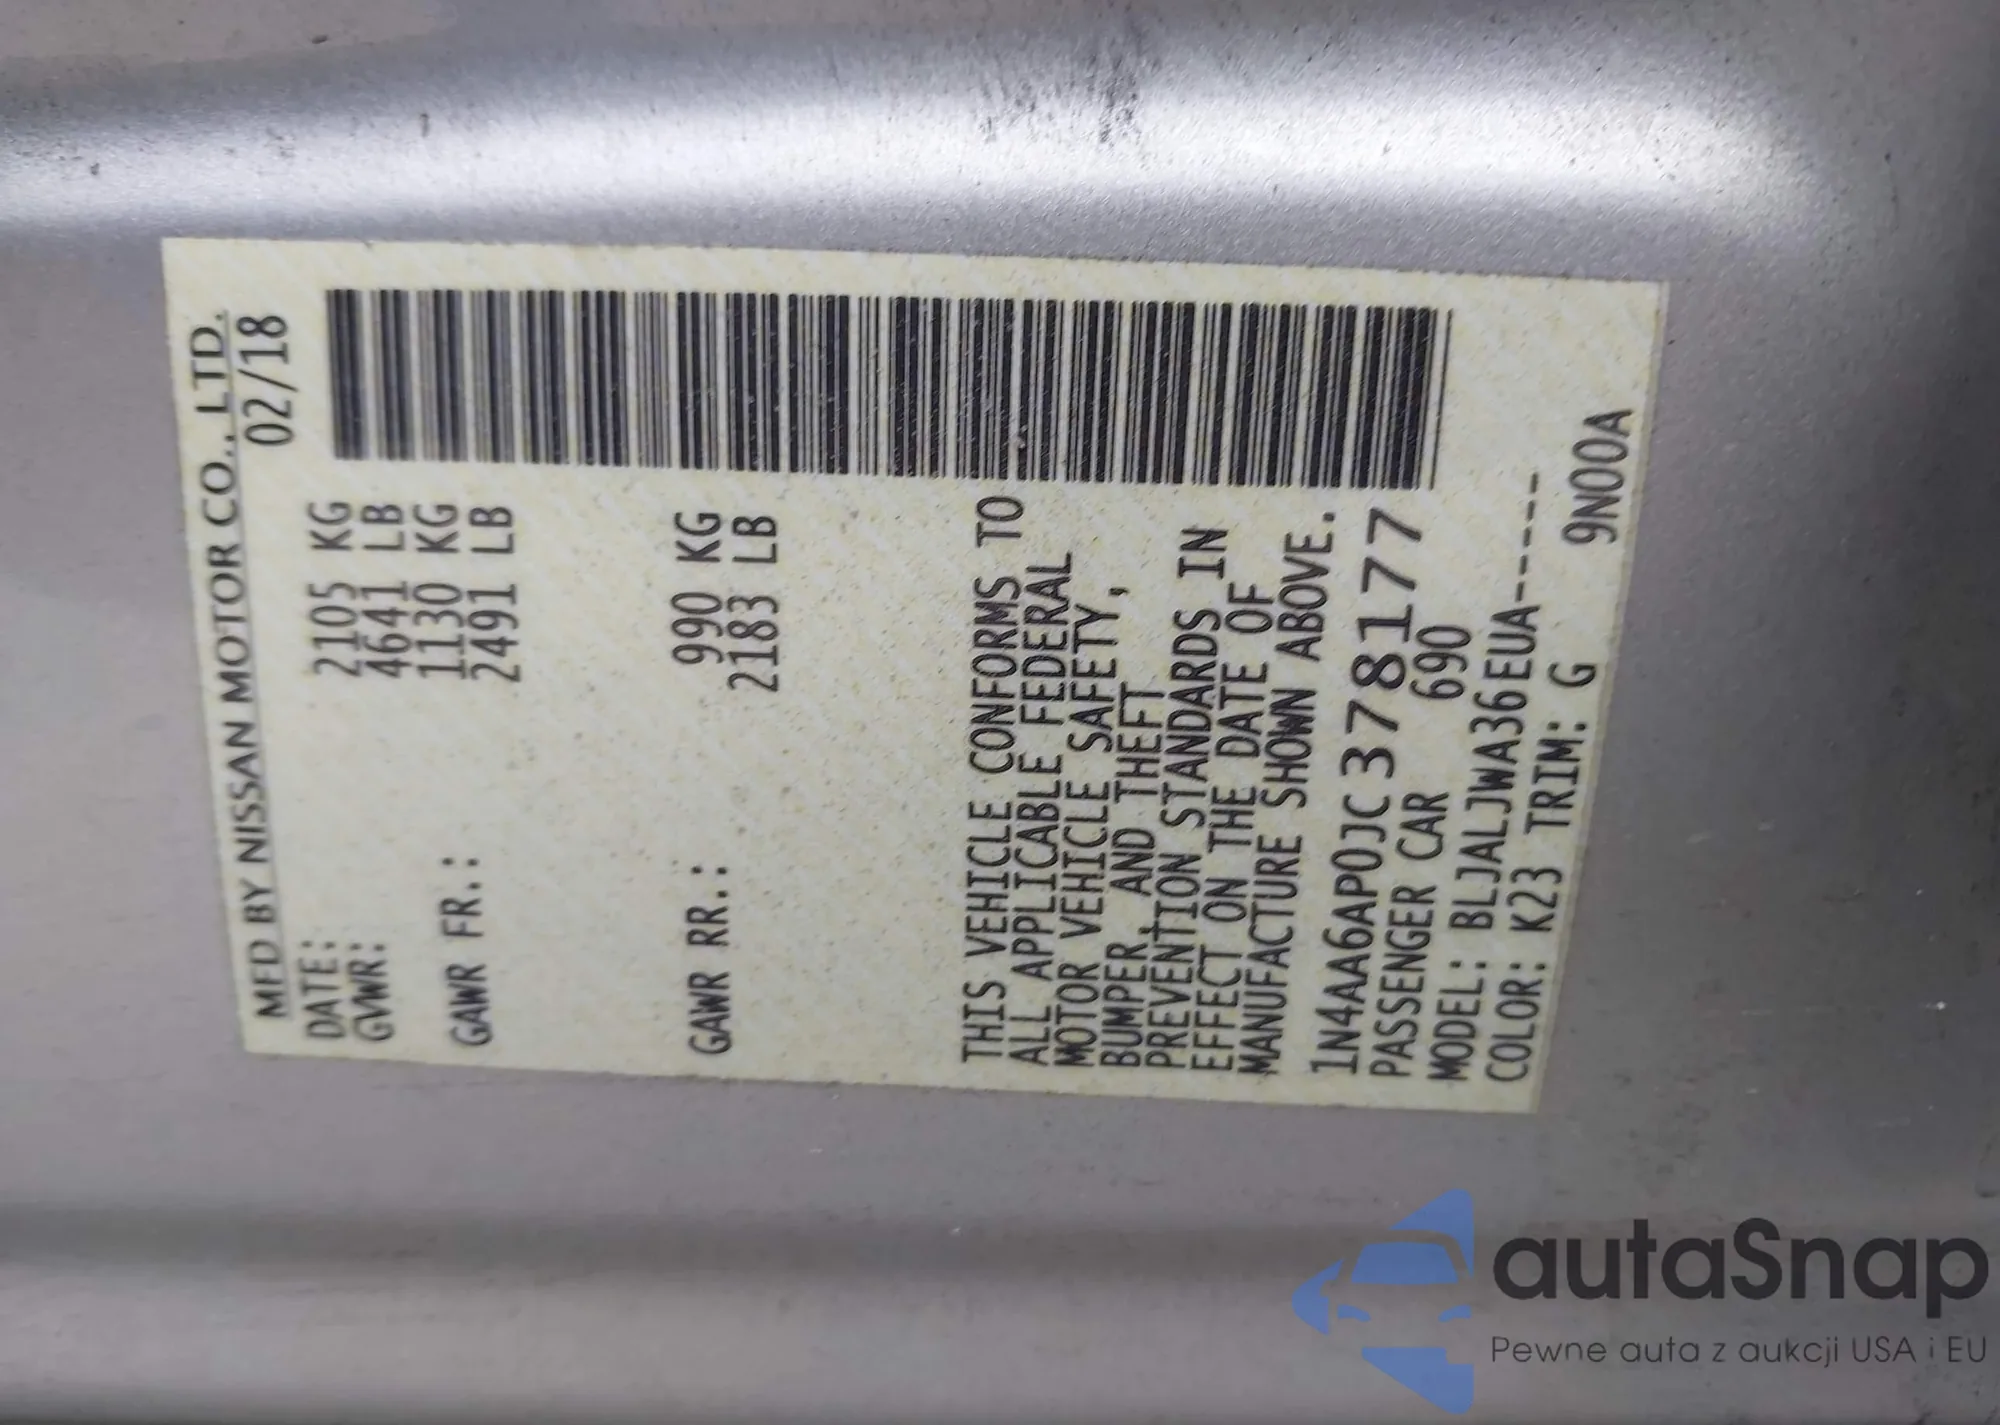 MFD BY NISSAN MOTOR CO., LTD.
DATE: 02/18
GVWR: 2105 KG
4641 LB
GAWR FR.: 1130 KG
2491 LB
GAWR RR.: 990 KG
2183 LB
THIS VEHICLE CONFORMS TO
ALL APPLICABLE FEDERAL
MOTOR VEHICLE SAFETY,
BUMPER, AND THEFT
PREVENTION STANDARDS IN
EFFECT ON THE DATE OF
MANUFACTURE SHOWN ABOVE.
1N4AA6AP0JC378177
PASSENGER CAR 690
MODEL: BLJALJWA36EUA-----
COLOR: K23 TRIM: G 9N00A
autaSnap
Pewne auta z aukcji USA i EU